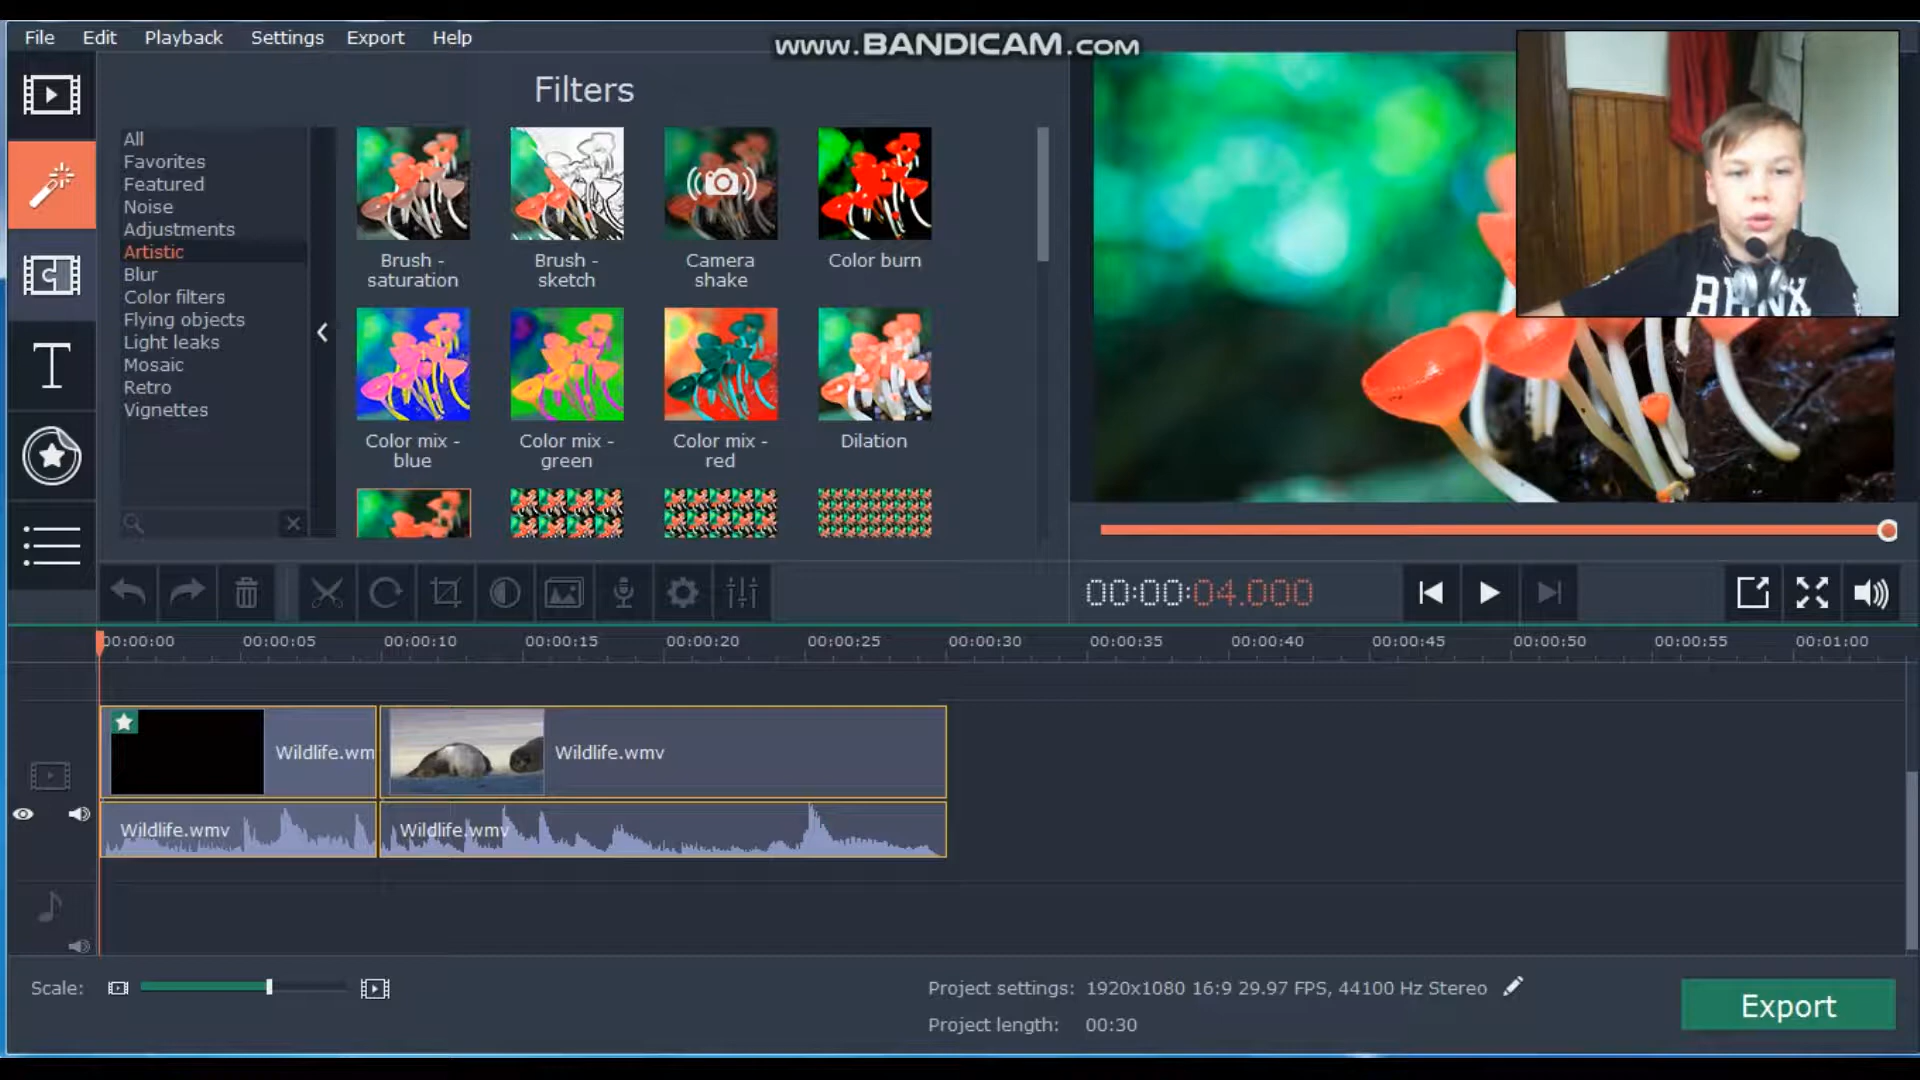 File Edit Playback Settings Export Help
www.BANDICAM.com
Filters
All
Favorites
Featured
Noise
Adjustments
Artistic
Blur
Color filters
Flying objects
Light leaks
Mosaic
Retro
Vignettes
Brush -
saturation
Brush -
sketch
Camera
shake
Color burn
Color mix -
blue
Color mix -
green
Color mix -
red
Dilation
00:00:04.000
00:00:00 00:00:05 00:00:10 00:00:15 00:00:20 00:00:25 00:00:30 00:00:35 00:00:40 00:00:45 00:00:50 00:00:55 00:01:00
Wildlife.wm
Wildlife.wmv
Wildlife.wmv
Wildlife.wmv
Scale:
Project settings: 1920x1080 16:9 29.97 FPS, 44100 Hz Stereo
Project length: 00:30
Export